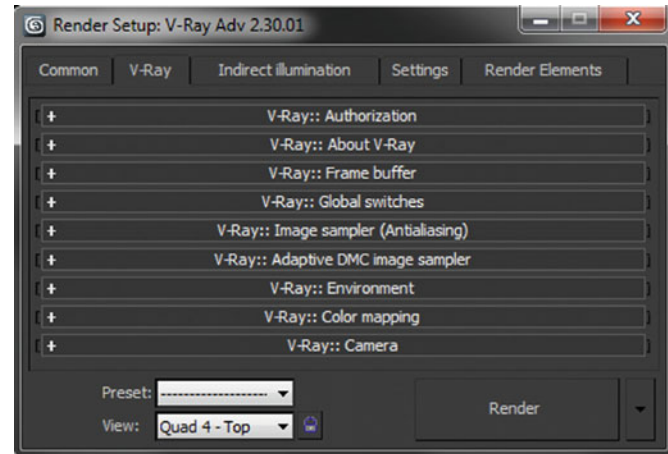 Render Setup: V-Ray Adv 2.30.01
Common V-Ray Indirect illumination Settings Render Elements
+ V-Ray:: Authorization
+ V-Ray:: About V-Ray
+ V-Ray:: Frame buffer
+ V-Ray:: Global switches
+ V-Ray:: Image sampler (Antialiasing)
+ V-Ray:: Adaptive DMC image sampler
+ V-Ray:: Environment
+ V-Ray:: Color mapping
+ V-Ray:: Camera
Preset: -------------------
View: Quad 4 - Top
Render